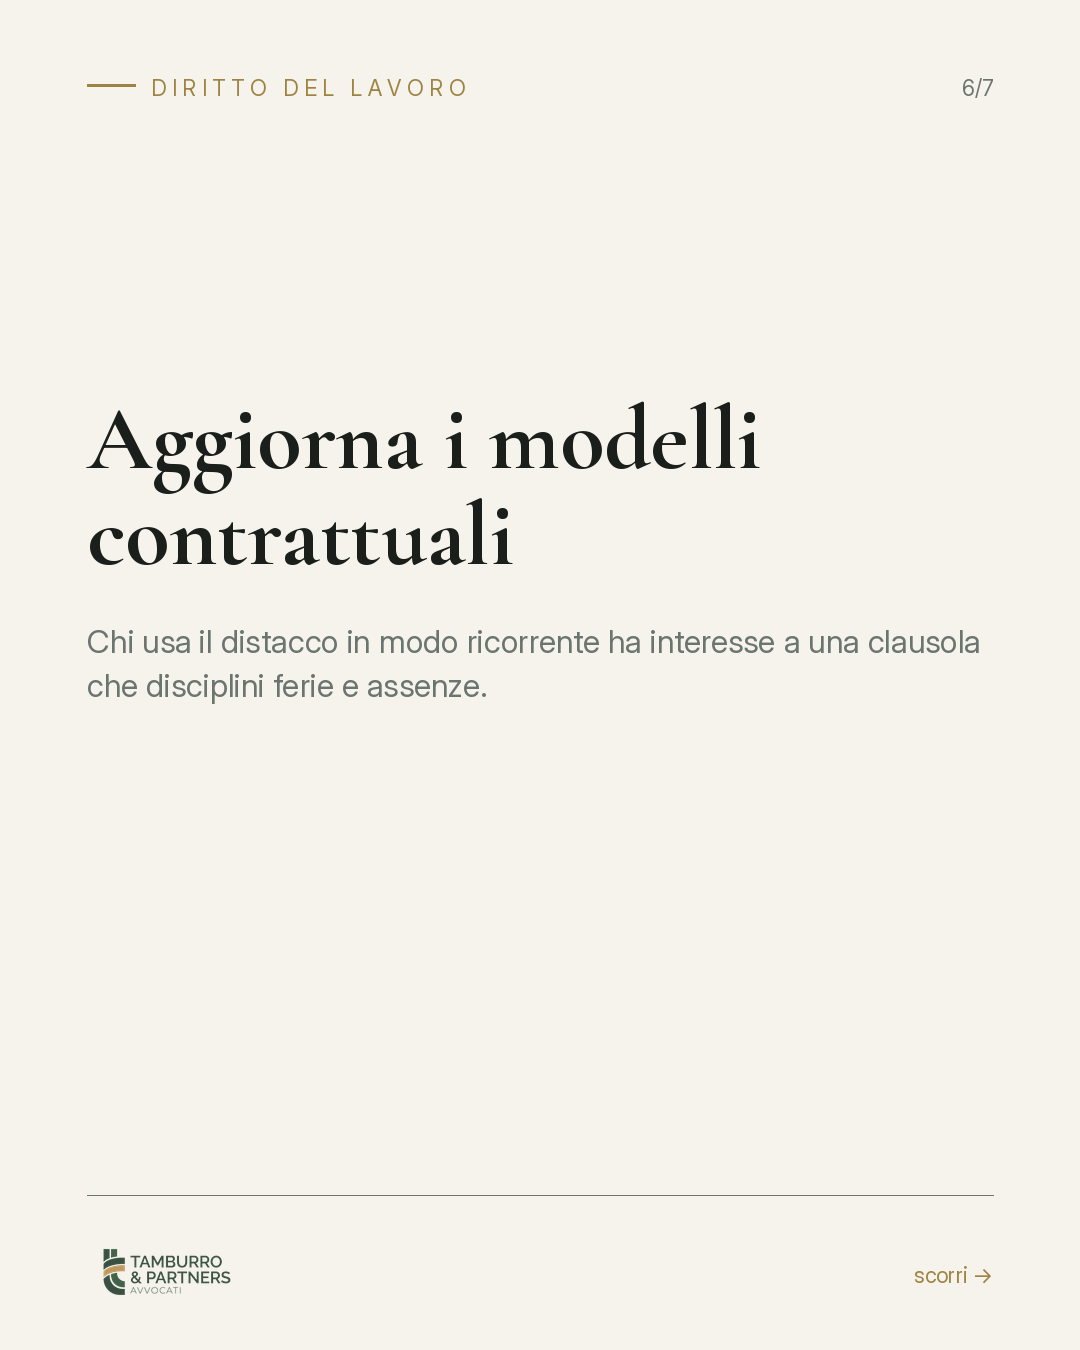 DIRITTO DEL LAVORO
6/7
Aggiorna i modelli
contrattuali
Chi usa il distacco in modo ricorrente ha interesse a una clausola
che disciplini ferie e assenze.
TAMBURRO
& PARTNERS
AVVOCATI
scorri →